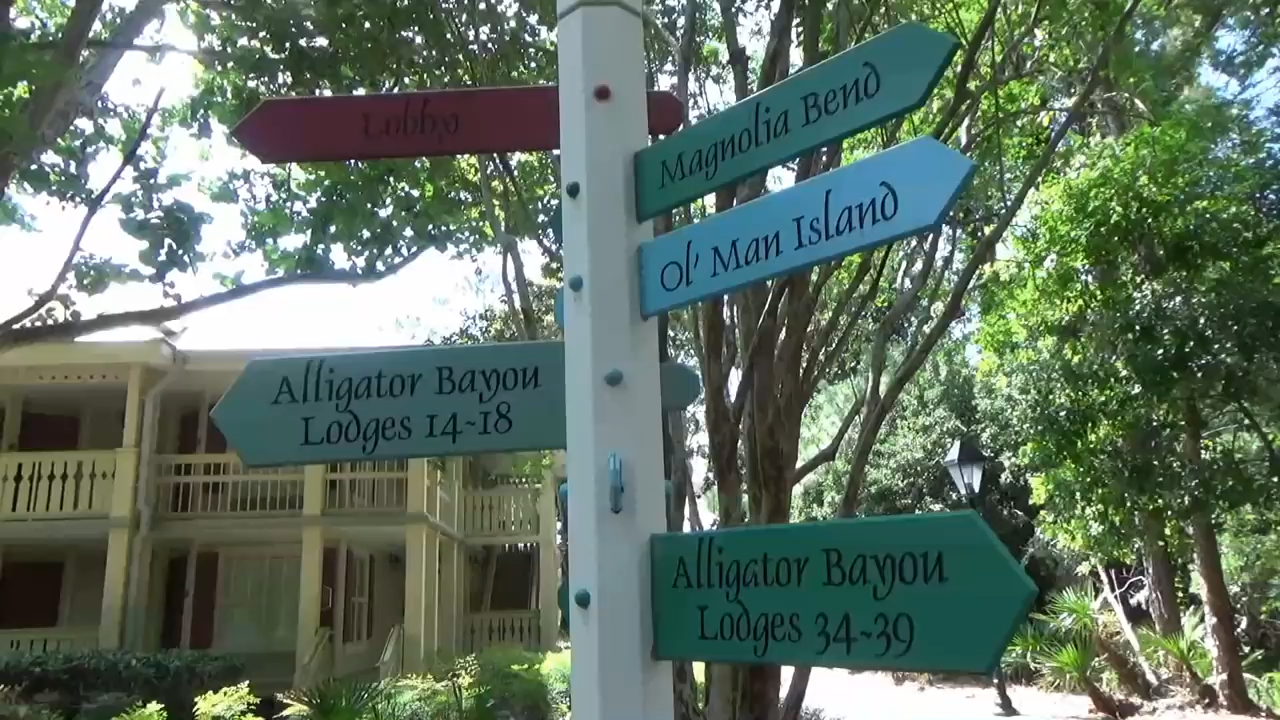 Lobby
Magnolia Bend
Ol' Man Island
Alligator Bayou
Lodges 14-18
Alligator Bayou
Lodges 34-39